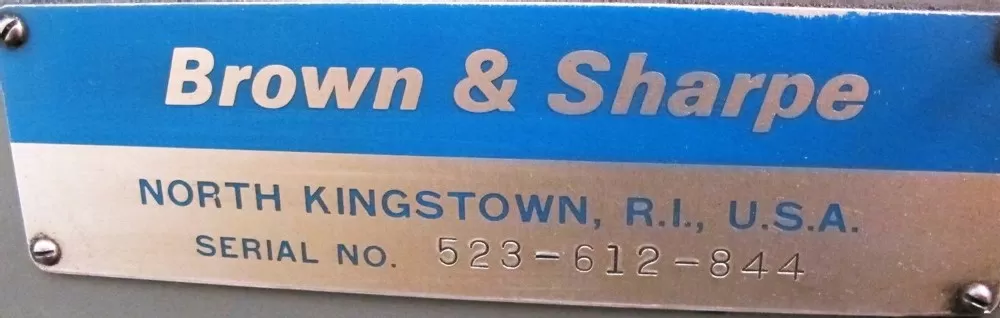 Brown & Sharpe
NORTH KINGSTOWN, R.I., U.S.A.
SERIAL NO. 523-612-844